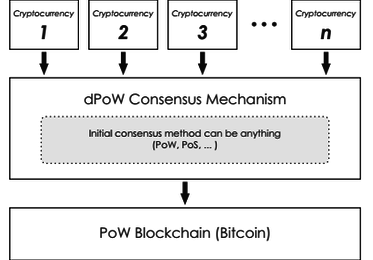 Cryptocurrency Cryptocurrency Cryptocurrency Cryptocurrency
1 2 3 ... n
dPoW Consensus Mechanism
Initial consensus method can be anything
(PoW, PoS, ... )
PoW Blockchain (Bitcoin)